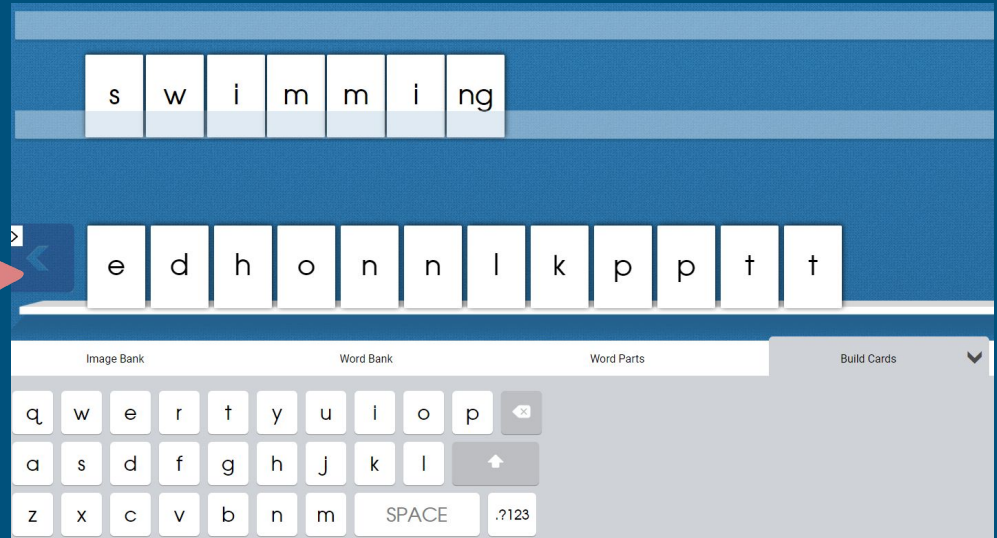 s w i m m i ng
e d h o n n l k p p t t
Image Bank Word Bank Word Parts Build Cards
q w e r t y u i o p
a s d f g h j k l
z x c v b n m SPACE .?123